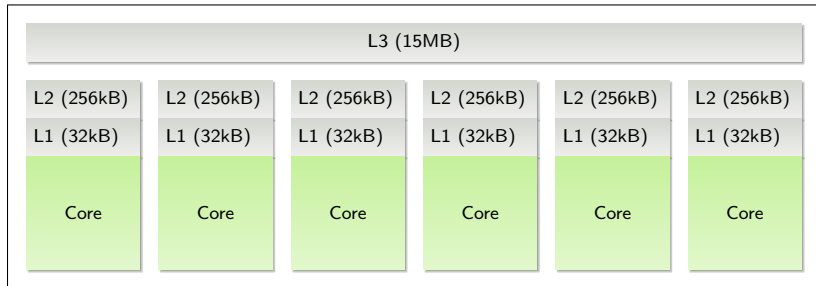 L3 (15MB)
L2 (256kB) L2 (256kB) L2 (256kB) L2 (256kB) L2 (256kB) L2 (256kB)
L1 (32kB) L1 (32kB) L1 (32kB) L1 (32kB) L1 (32kB) L1 (32kB)
Core Core Core Core Core Core